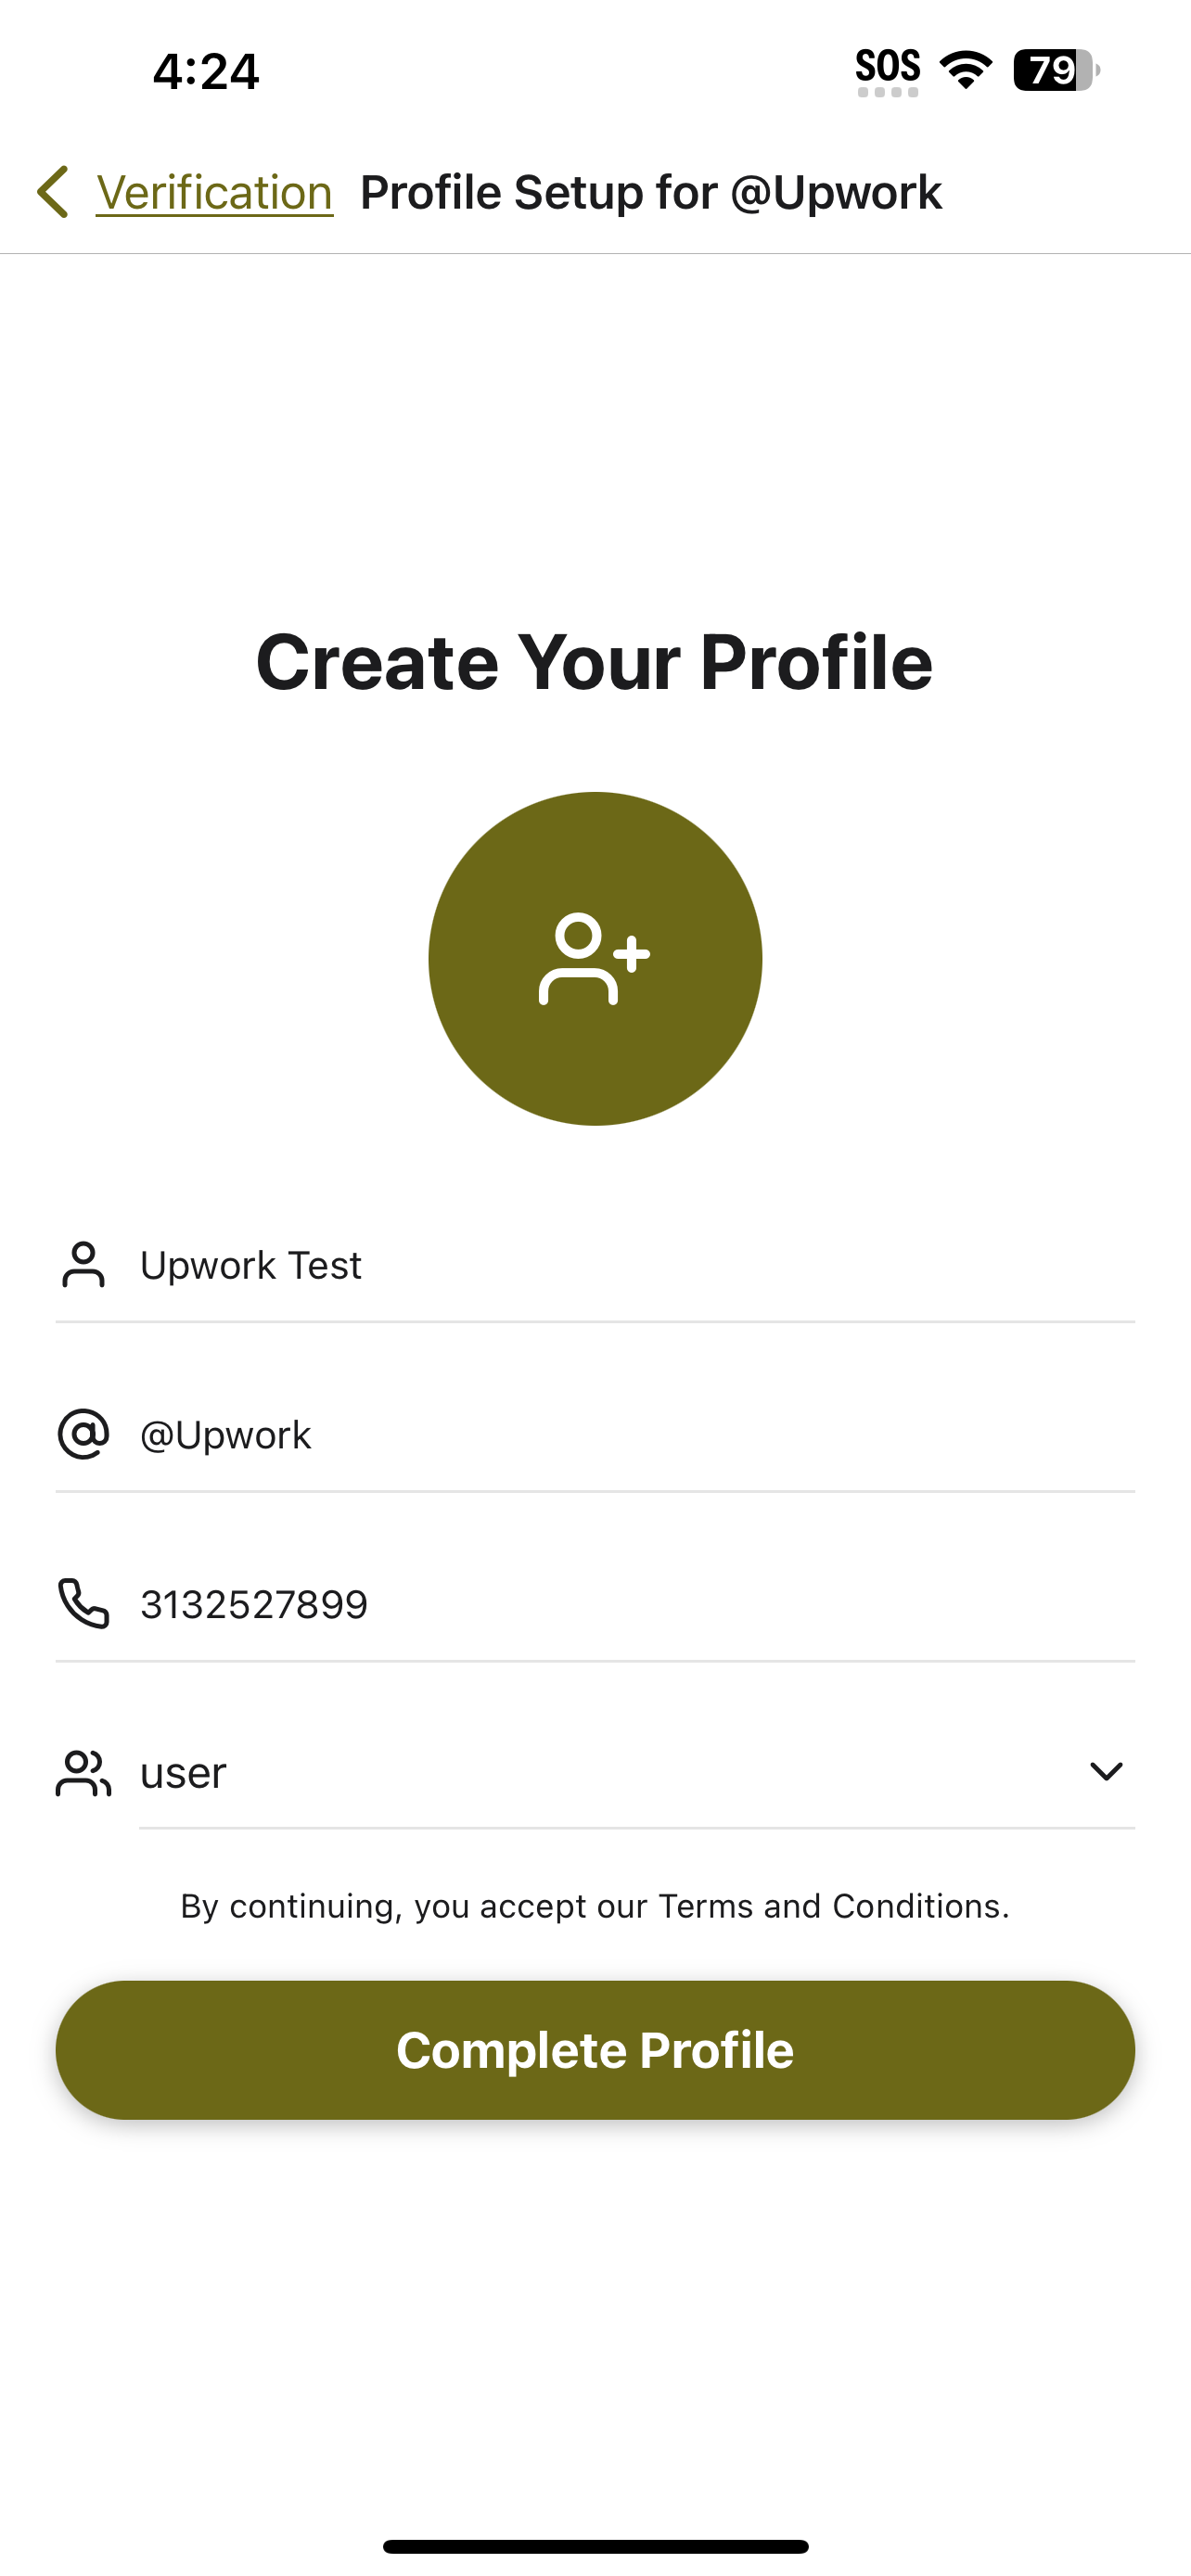 4:24
SOS
79
Verification Profile Setup for @Upwork
Create Your Profile
Upwork Test
@Upwork
3132527899
user
By continuing, you accept our Terms and Conditions.
Complete Profile